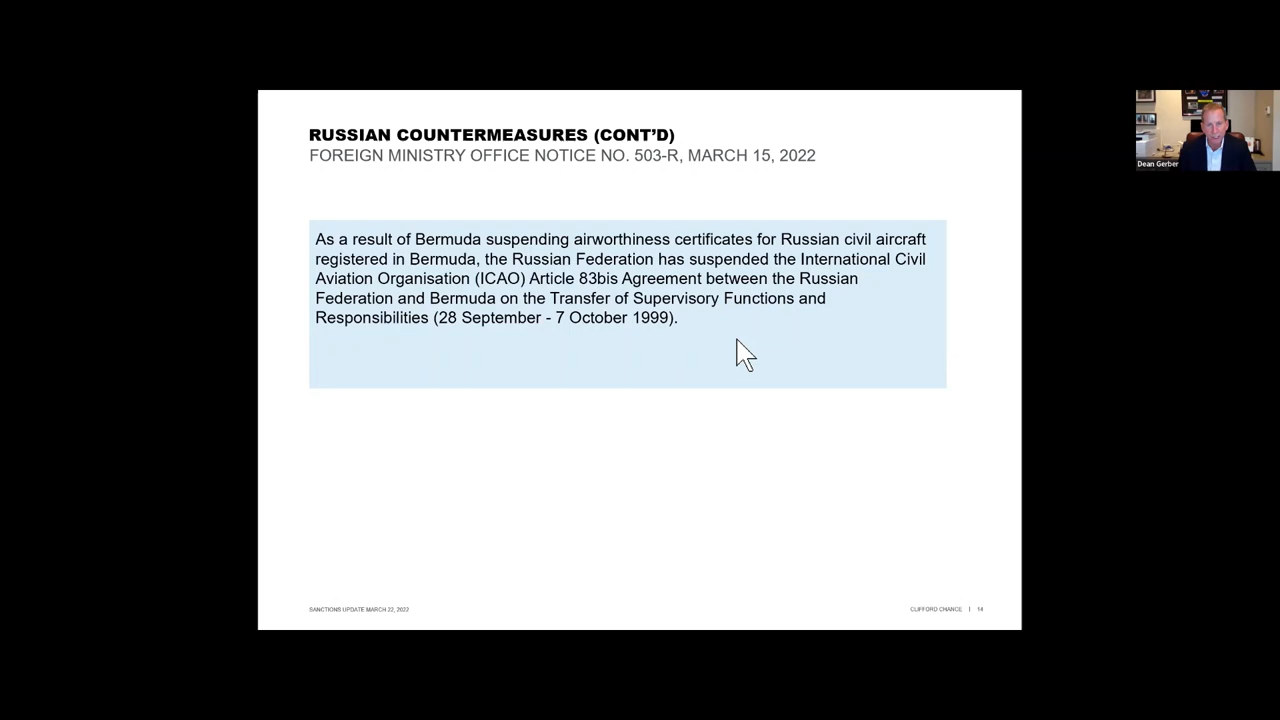 RUSSIAN COUNTERMEASURES (CONT'D)
FOREIGN MINISTRY OFFICE NOTICE NO. 503-R, MARCH 15, 2022
As a result of Bermuda suspending airworthiness certificates for Russian civil aircraft
registered in Bermuda, the Russian Federation has suspended the International Civil
Aviation Organisation (ICAO) Article 83bis Agreement between the Russian
Federation and Bermuda on the Transfer of Supervisory Functions and
Responsibilities (28 September - 7 October 1999).
Dean Gerber
SANCTIONS UPDATE MARCH 22, 2022
CLIFFORD CHANCE | 14